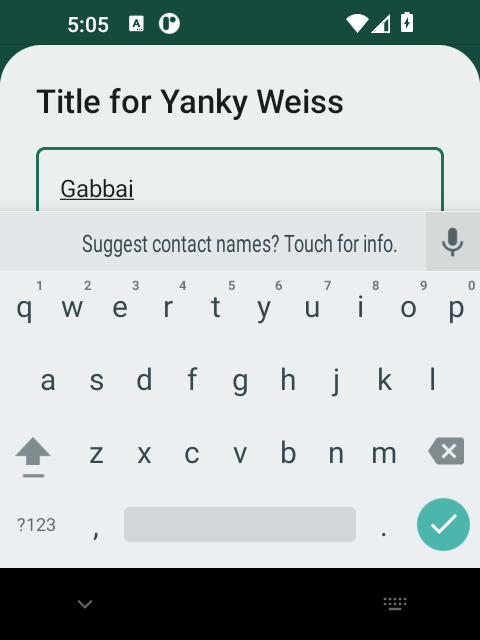 5:05
Title for Yanky Weiss
Gabbai
Suggest contact names? Touch for info.
1 2 3 4 5 6 7 8 9 0
q w e r t y u i o p
a s d f g h j k l
z x c v b n m
?123 , .